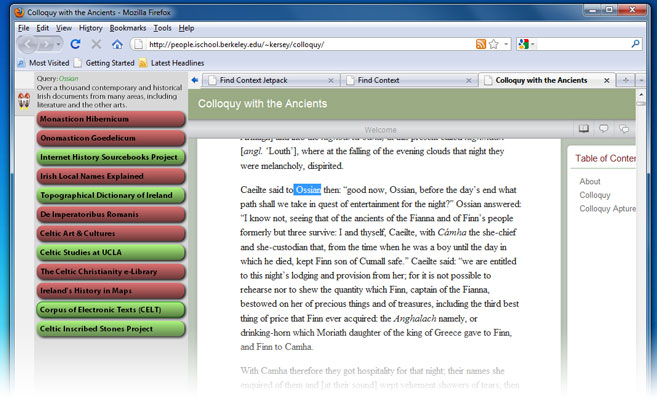 Colloquy with the Ancients - Mozilla Firefox
File Edit View History Bookmarks Tools Help
http://people.ischool.berkeley.edu/~kersey/colloquy/
Most Visited Getting Started Latest Headlines
Query: Ossian
Over a thousand contemporary and historical
Irish documents from many areas, including
literature and the other arts.
Monasticon Hibernicum
Onomasticon Goedelicum
Internet History Sourcebooks Project
Irish Local Names Explained
Topographical Dictionary of Ireland
De Imperatoribus Romanis
Celtic Art & Cultures
Celtic Studies at UCLA
The Celtic Christianity e-Library
Ireland's History in Maps
Corpus of Electronic Texts (CELT)
Celtic Inscribed Stones Project
Find Context Jetpack
Find Context
Colloquy with the Ancients
Colloquy with the Ancients
Welcome
[angl. 'Louth'], where at the falling of the evening clouds that night they
were melancholy, dispirited.
Caeilte said to Ossian then: “good now, Ossian, before the day's end what
path shall we take in quest of entertainment for the night?” Ossian answered:
“I know not, seeing that of the ancients of the Fianna and of Finn's people
formerly but three survive: I and thyself, Caeilte, with Cámha the she-chief
and she-custodian that, from the time when he was a boy until the day in
which he died, kept Finn son of Cumall safe.” Caeilte said: “we are entitled
to this night's lodging and provision from her; for it is not possible to
rehearse nor to shew the quantity which Finn, captain of the Fianna,
bestowed on her of precious things and of treasures, including the third best
thing of price that Finn ever acquired: the Anghalach namely, or
drinking-horn which Moriath daughter of the king of Greece gave to Finn,
and Finn to Camha.
With Camha therefore they got hospitality for that night; their names she
enquired of them and [at their sound] wept vehement showers of tears; then
Table of Conten
About
Colloquy
Colloquy Apture